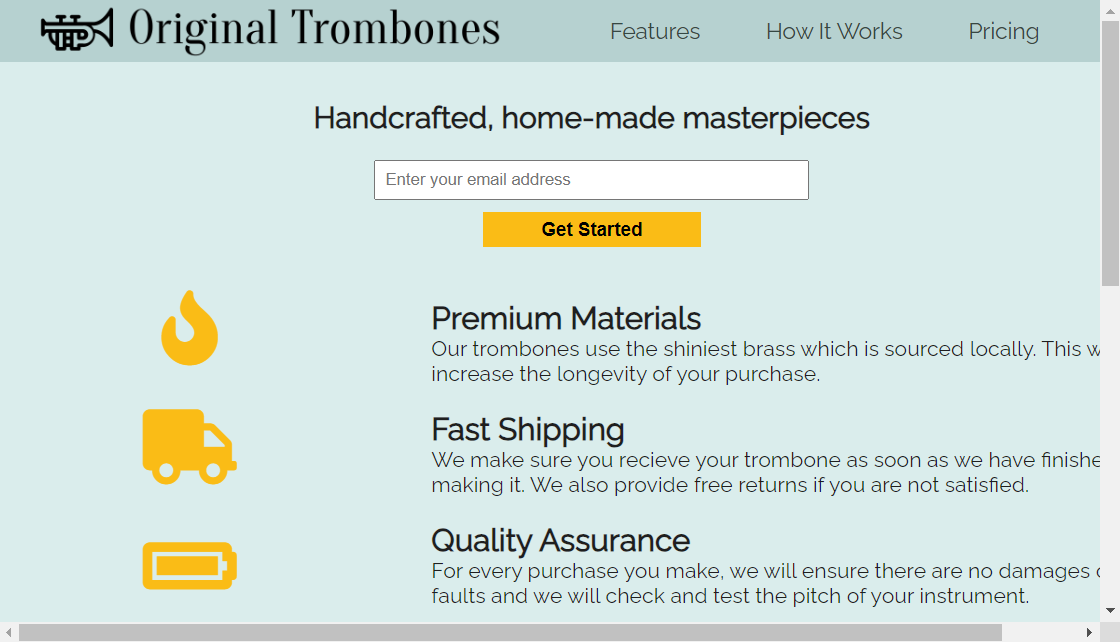 Original Trombones
Features
How It Works
Pricing
Handcrafted, home-made masterpieces
Enter your email address
Get Started
Premium Materials
Our trombones use the shiniest brass which is sourced locally. This
increase the longevity of your purchase.
Fast Shipping
We make sure you recieve your trombone as soon as we have finishe
making it. We also provide free returns if you are not satisfied.
Quality Assurance
For every purchase you make, we will ensure there are no damages
faults and we will check and test the pitch of your instrument.